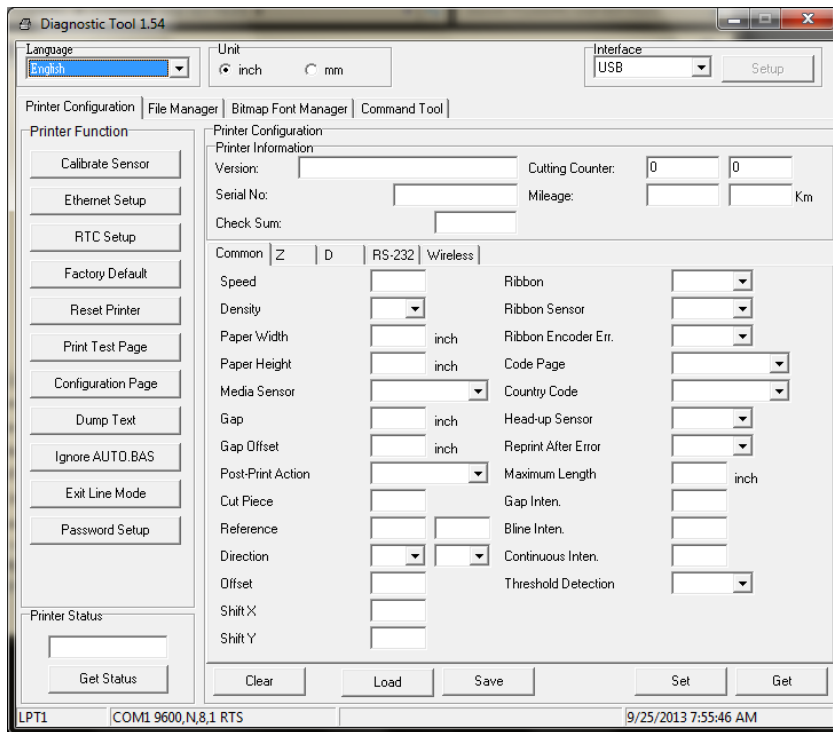 Diagnostic Tool 1.54
Language
English
Unit
inch
mm
Interface
USB
Setup
Printer Configuration
File Manager
Bitmap Font Manager
Command Tool
Printer Function
Calibrate Sensor
Ethernet Setup
RTC Setup
Factory Default
Reset Printer
Print Test Page
Configuration Page
Dump Text
Ignore AUTO.BAS
Exit Line Mode
Password Setup
Printer Status
Get Status
Printer Configuration
Printer Information
Version:
Cutting Counter: 0 0
Serial No:
Mileage: Km
Check Sum:
Common
Z
D
RS-232
Wireless
Speed
Density
Paper Width inch
Paper Height inch
Media Sensor
Gap inch
Gap Offset inch
Post-Print Action
Cut Piece
Reference
Direction
Offset
Shift X
Shift Y
Ribbon
Ribbon Sensor
Ribbon Encoder Err.
Code Page
Country Code
Head-up Sensor
Reprint After Error
Maximum Length inch
Gap Inten.
Bline Inten.
Continuous Inten.
Threshold Detection
Clear
Load
Save
Set
Get
LPT1
COM1 9600,N,8,1 RTS
9/25/2013 7:55:46 AM